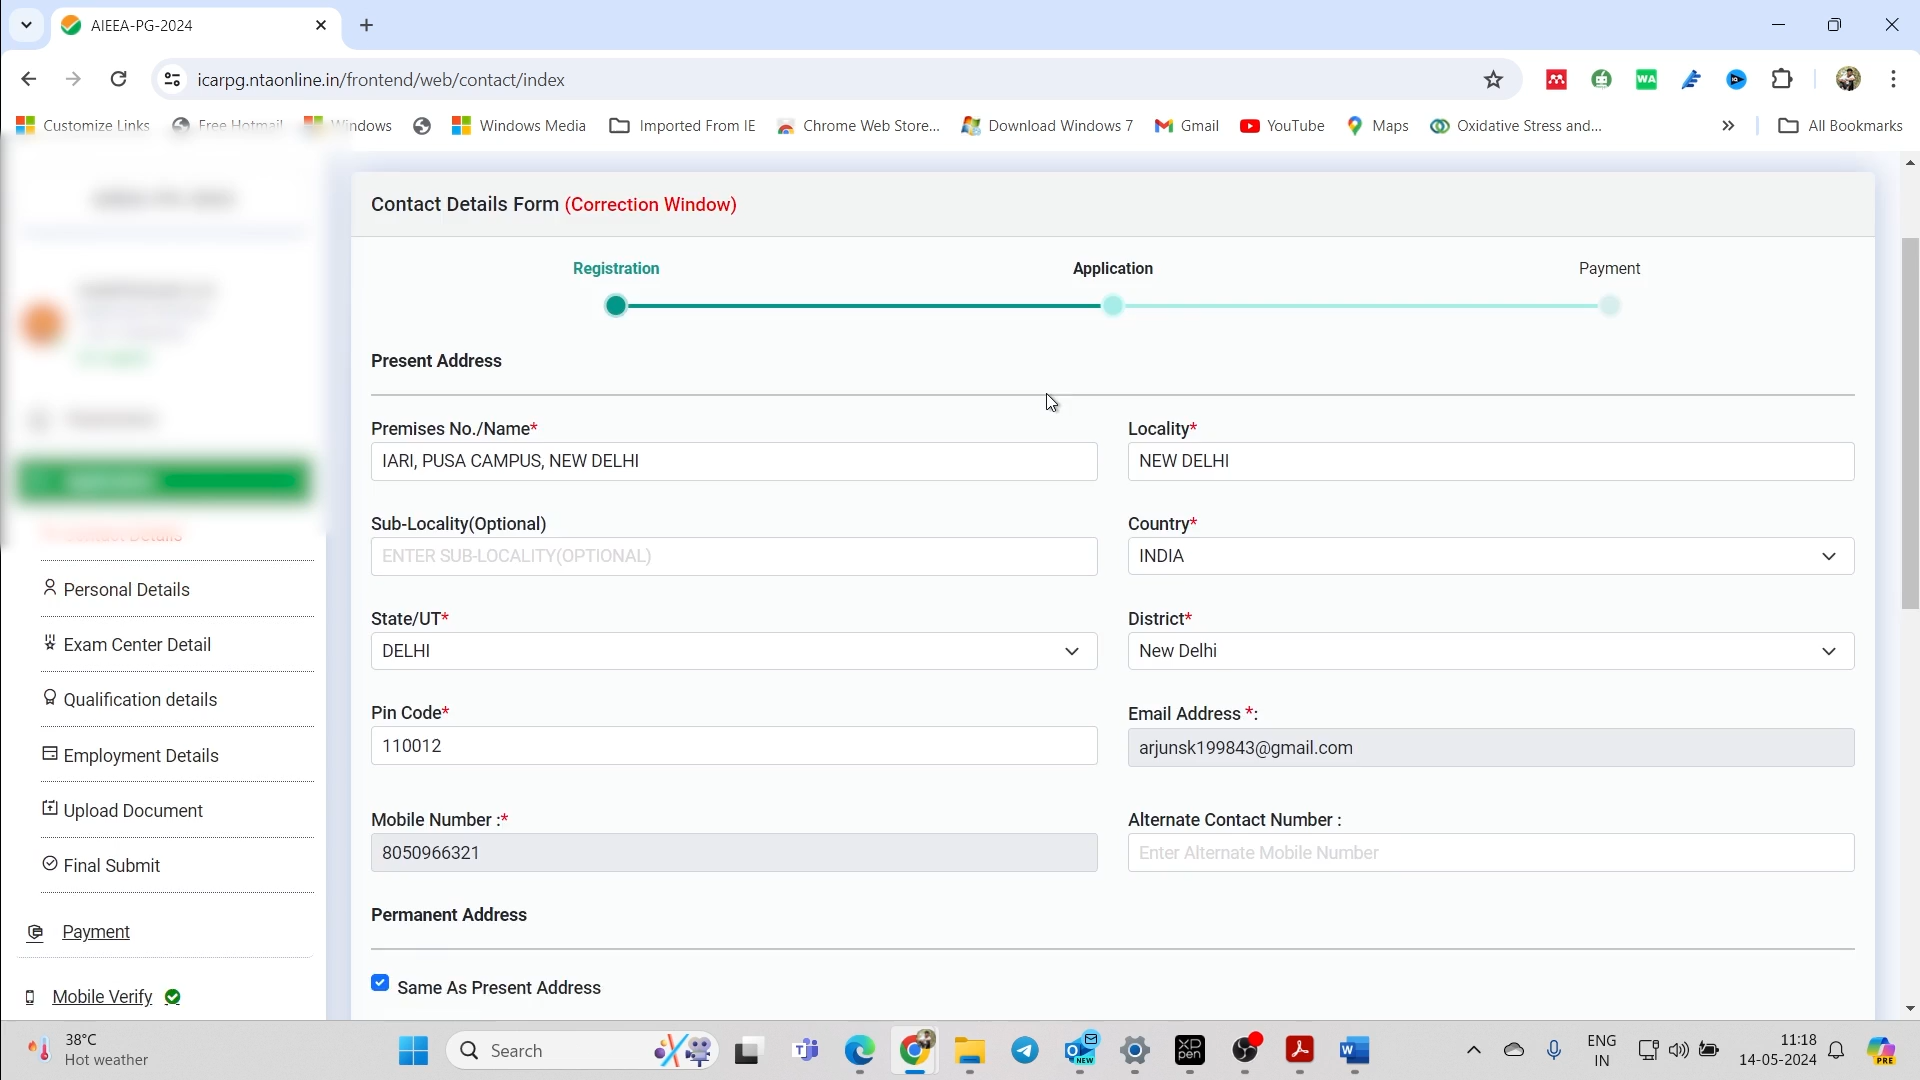 AIEEA-PG-2024
icarpg.ntaonline.in/frontend/web/contact/index
Customize Links Free Hotmail Windows Windows Media Imported From IE Chrome Web Store... Download Windows 7 Gmail YouTube Maps Oxidative Stress and... » All Bookmarks
Contact Details Form (Correction Window)
Registration Application Payment
Present Address
Premises No./Name* Locality*
IARI, PUSA CAMPUS, NEW DELHI NEW DELHI
Sub-Locality(Optional) Country*
ENTER SUB-LOCALITY(OPTIONAL) INDIA
Contact Details
Personal Details
Exam Center Detail
Qualification details
Employment Details
Upload Document
Final Submit
Payment
Mobile Verify
State/UT* District*
DELHI New Delhi
Pin Code* Email Address *:
110012 arjunsk199843@gmail.com
Mobile Number :* Alternate Contact Number :
8050966321 Enter Alternate Mobile Number
Permanent Address
Same As Present Address
38°C
Hot weather
Search
NEW
XP
pen
W
ENG
IN
11:18
14-05-2024
PRE